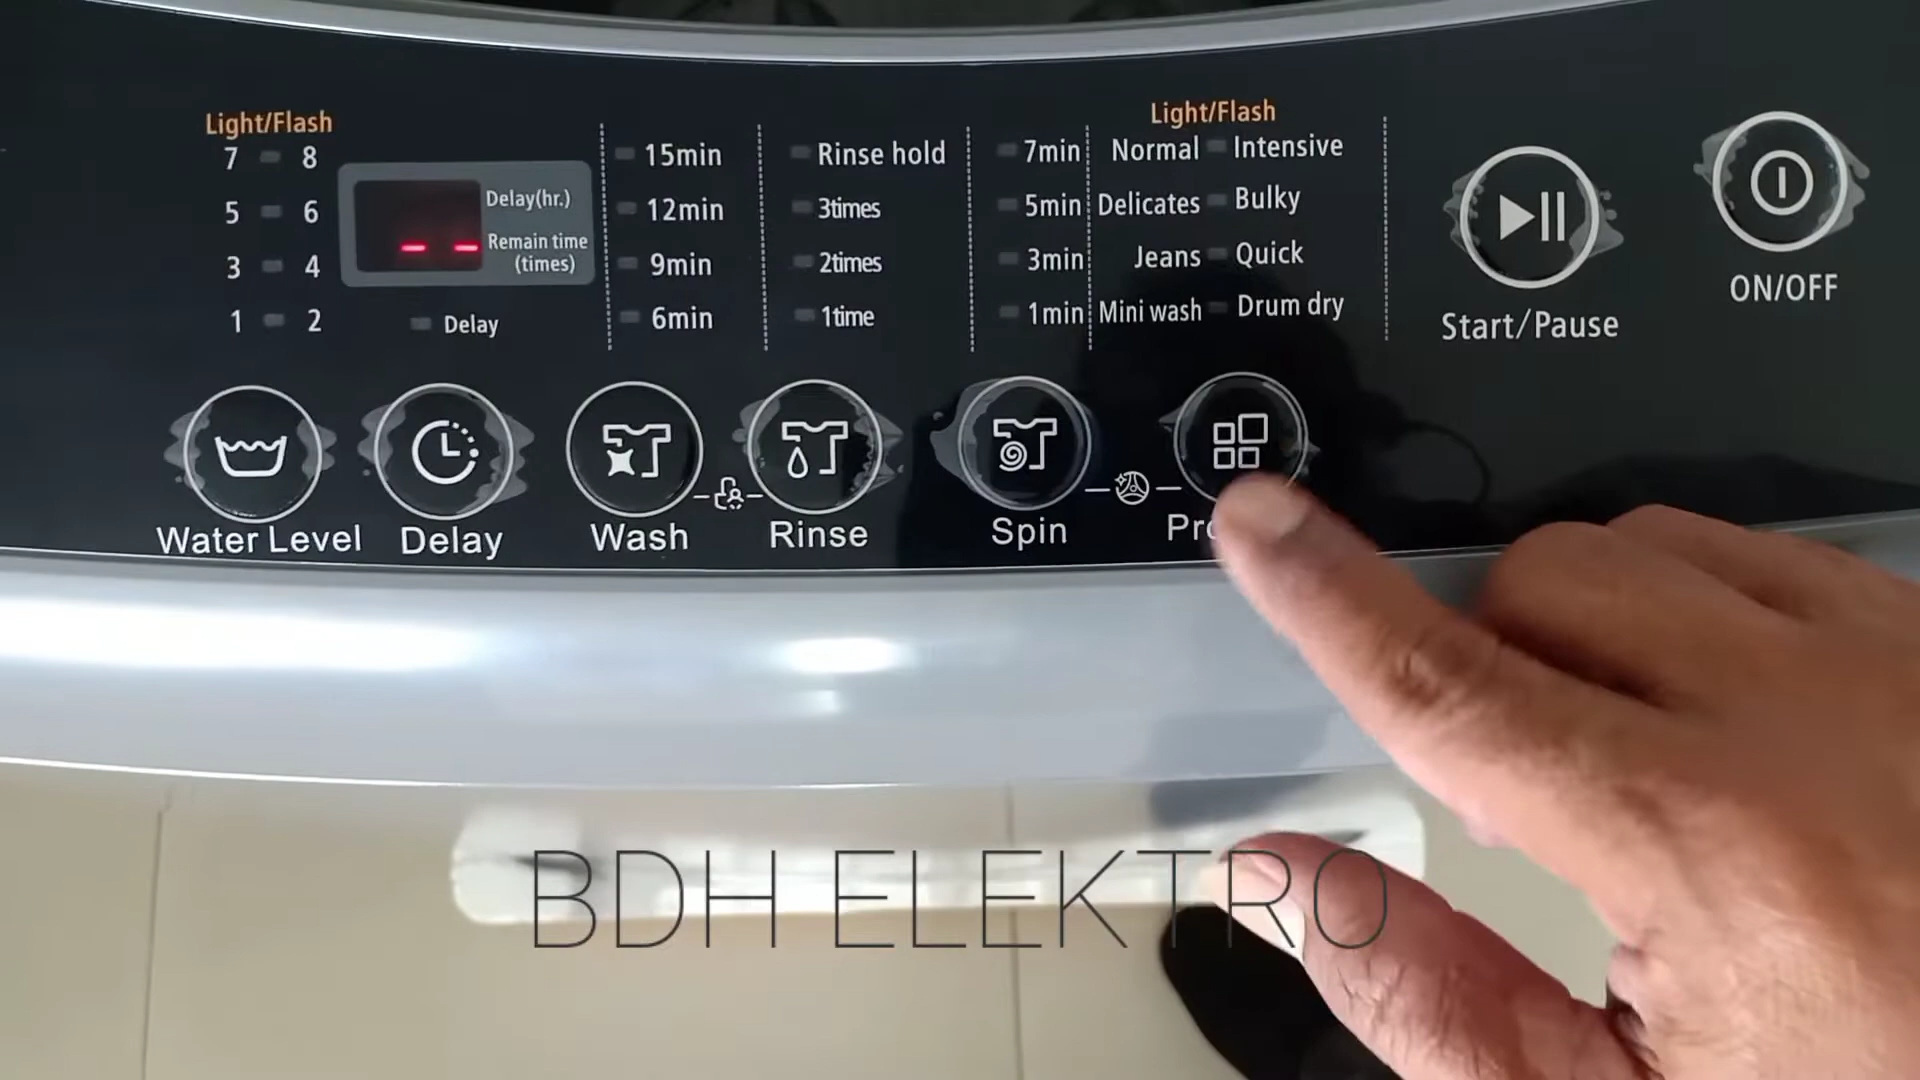 Light/Flash
7 8
5 6
3 4
1 2
-- Delay(hr.)
Remain time
(times)
Delay
15min
12min
9min
6min
Rinse hold
3times
2times
1time
7min
5min
3min
1min
Light/Flash
Normal Intensive
Delicates Bulky
Jeans Quick
Mini wash Drum dry
Start/Pause
ON/OFF
Water Level
Delay
Wash
Rinse
Spin
BDH ELEKTRO